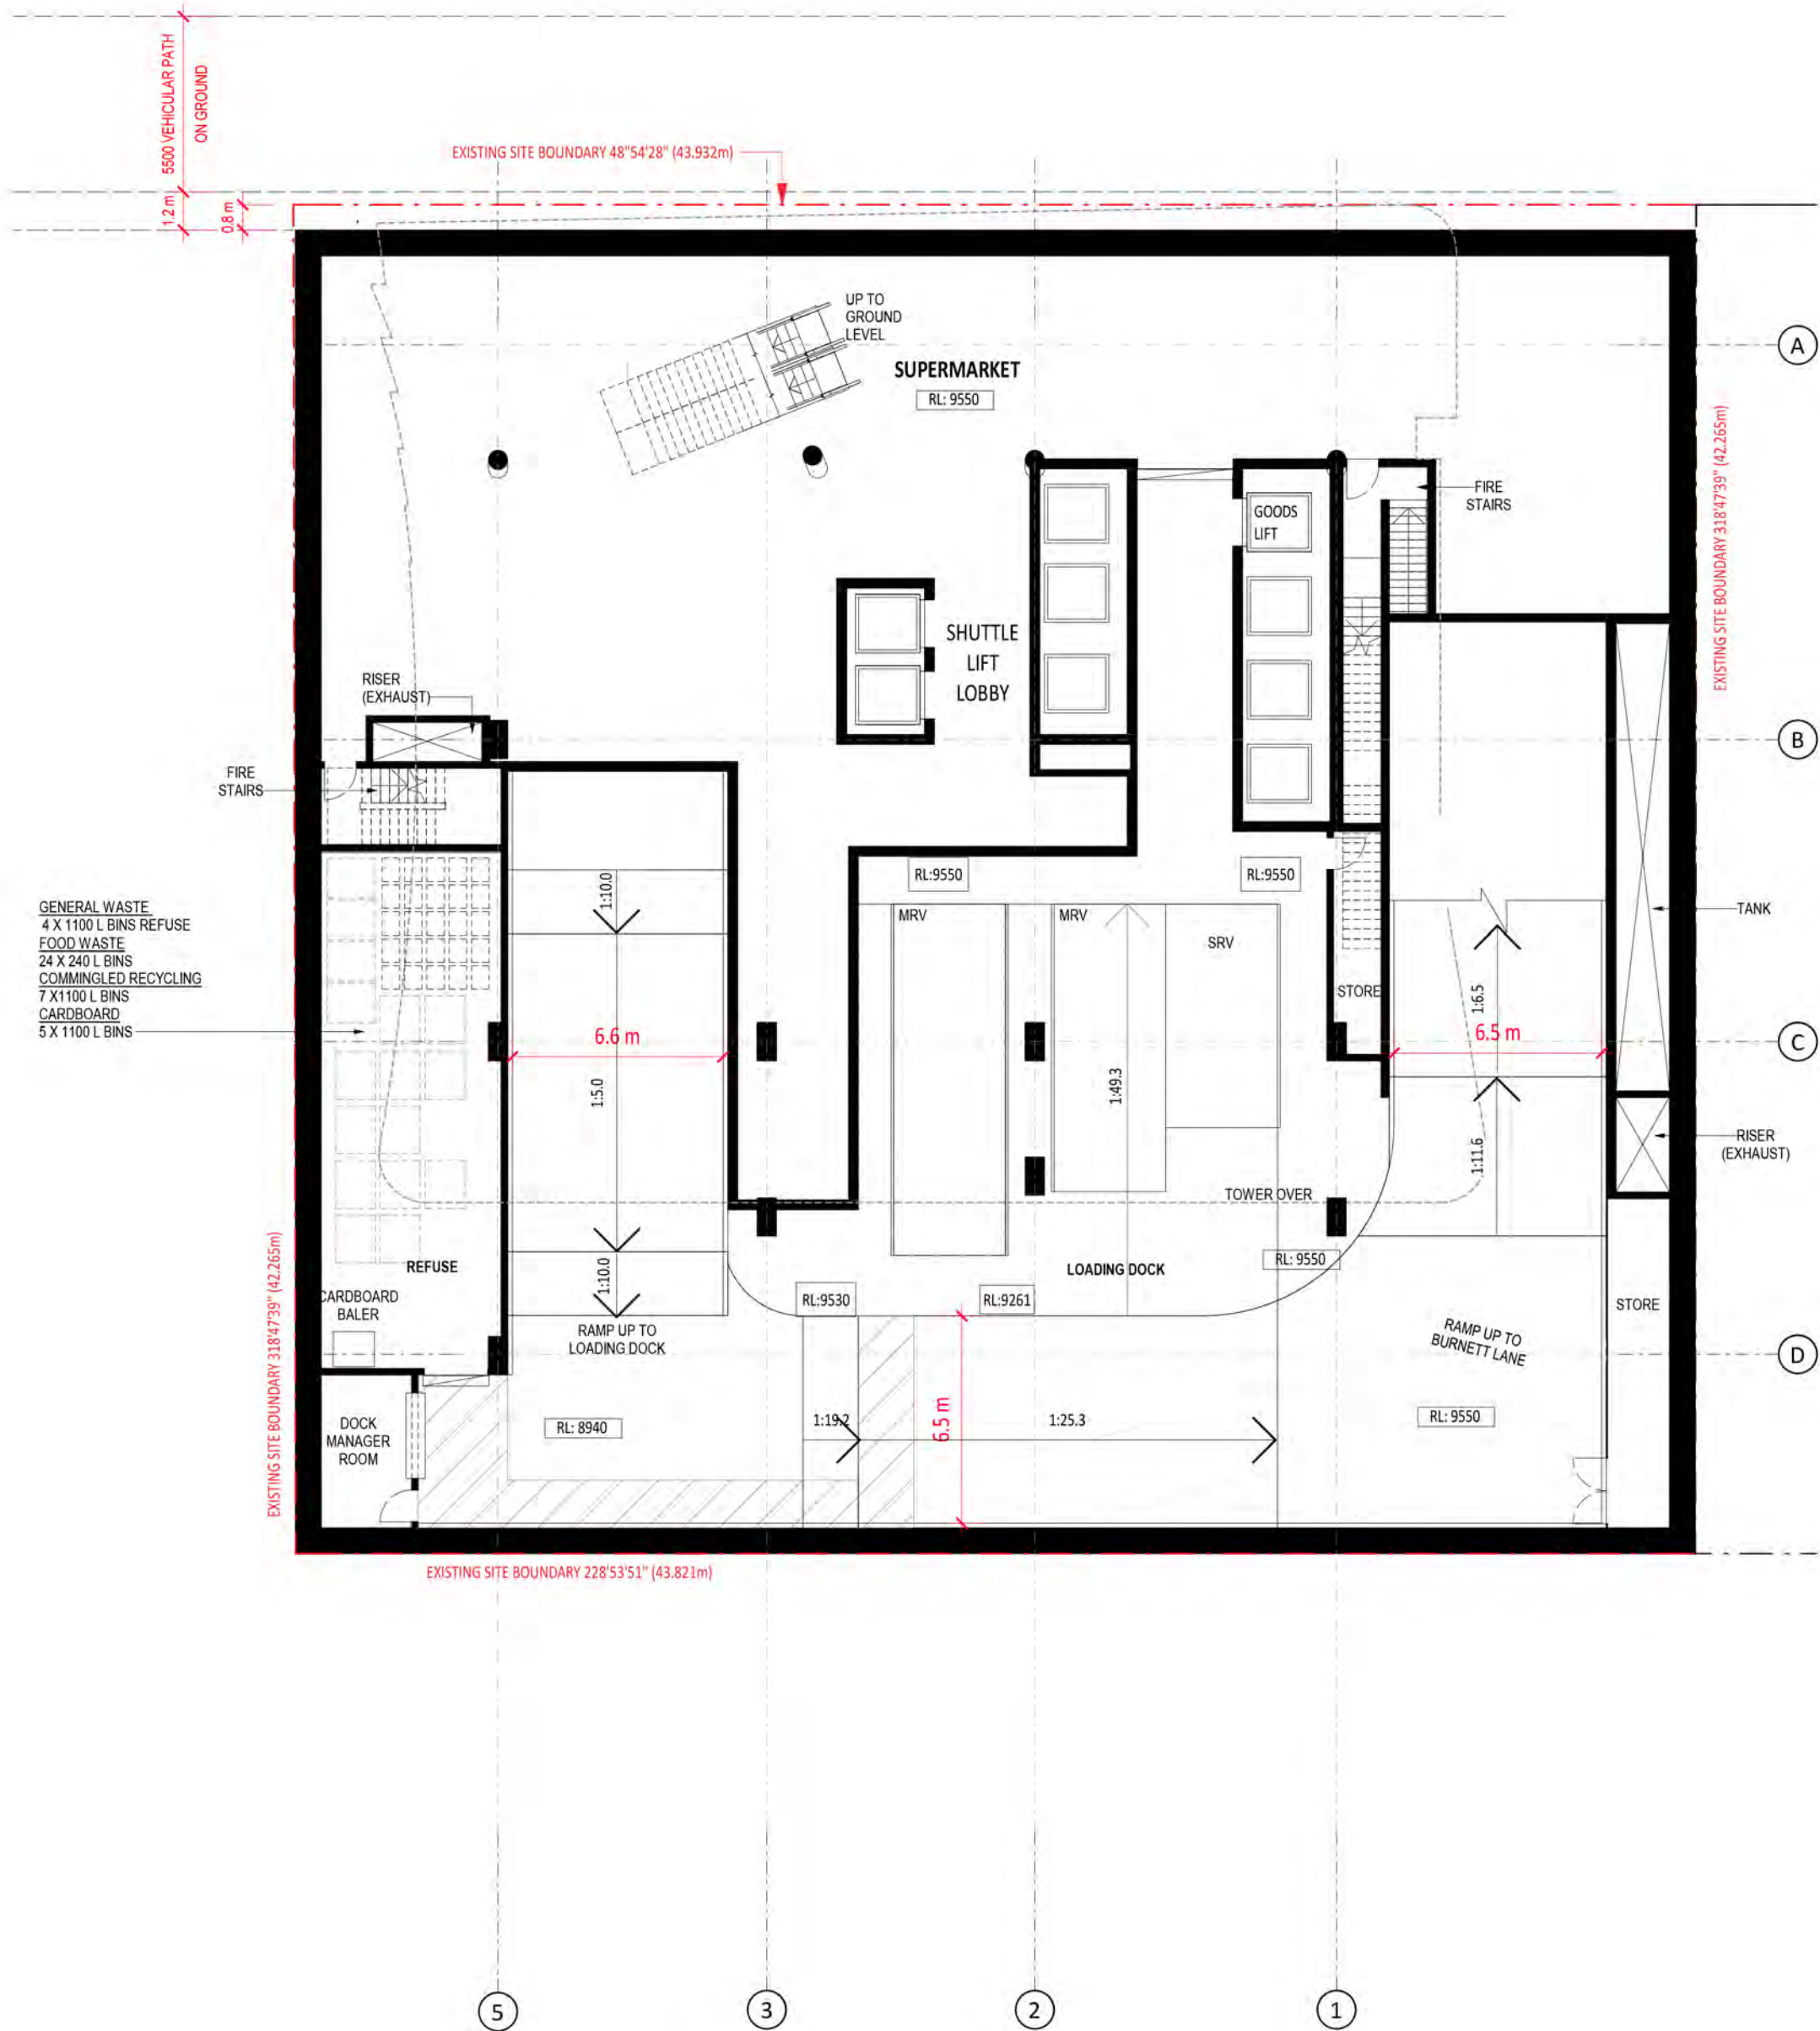 5500 VEHICULAR PATH
ON GROUND
1.2 m
0.8 m
EXISTING SITE BOUNDARY 48"54'28" (43.932m)
UP TO
GROUND
LEVEL
SUPERMARKET
RL: 9550
A
EXISTING SITE BOUNDARY 318'47'39" (42.265m)
FIRE
STAIRS
GOODS
LIFT
SHUTTLE
LIFT
LOBBY
RISER
(EXHAUST)
B
FIRE
STAIRS
RL:9550
RL:9550
GENERAL WASTE
4 X 1100 L BINS REFUSE
FOOD WASTE
24 X 240 L BINS
COMMINGLED RECYCLING
7 X1100 L BINS
CARDBOARD
5 X 1100 L BINS
1:10.0
MRV
MRV
SRV
TANK
STORE
1:6.5
6.6 m
6.5 m
C
1:5.0
1:49.3
1:11.6
RISER
(EXHAUST)
TOWER OVER
EXISTING SITE BOUNDARY 318'47'39" (42.265m)
REFUSE
1:10.0
LOADING DOCK
RL: 9550
CARDBOARD
BALER
RL:9530
RL:9261
STORE
RAMP UP TO
LOADING DOCK
RAMP UP TO
BURNETT LANE
D
DOCK
MANAGER
ROOM
RL: 8940
1:19.2
6.5 m
1:25.3
RL: 9550
EXISTING SITE BOUNDARY 228'53'51" (43.821m)
5
3
2
1